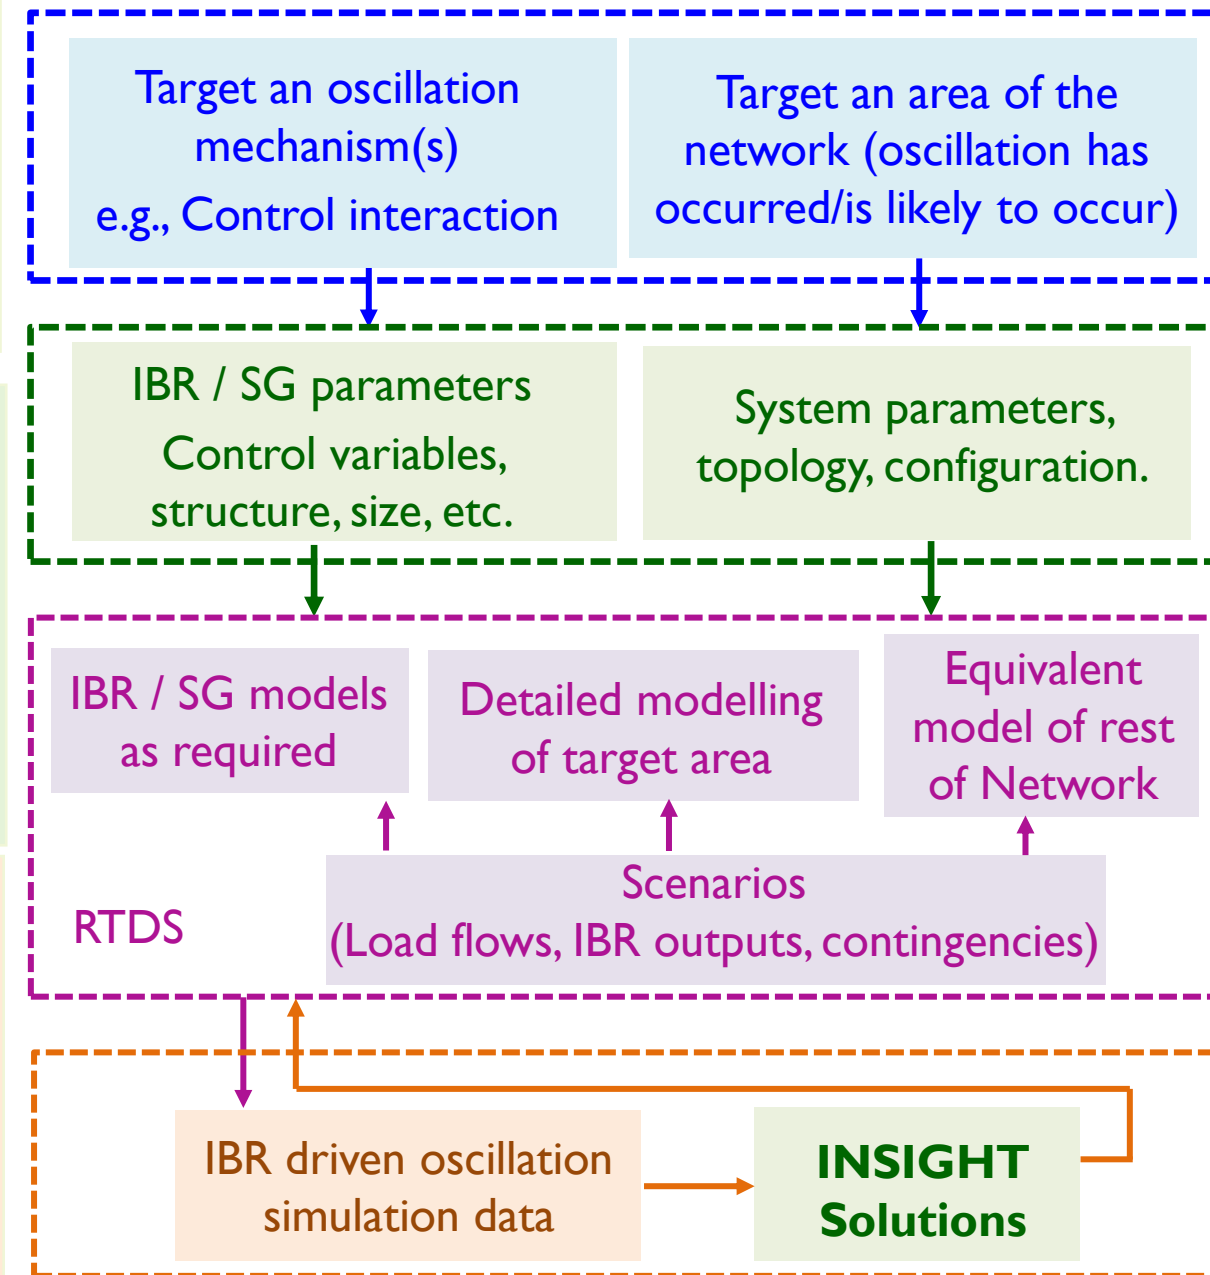 Target an oscillation
mechanism(s)
e.g., Control interaction
Target an area of the
network (oscillation has
occurred/is likely to occur)
IBR / SG parameters
Control variables,
structure, size, etc.
System parameters,
topology, configuration.
IBR / SG models
as required
Detailed modelling
of target area
Equivalent
model of rest
of Network
Scenarios
(Load flows, IBR outputs, contingencies)
RTDS
IBR driven oscillation
simulation data
INSIGHT
Solutions